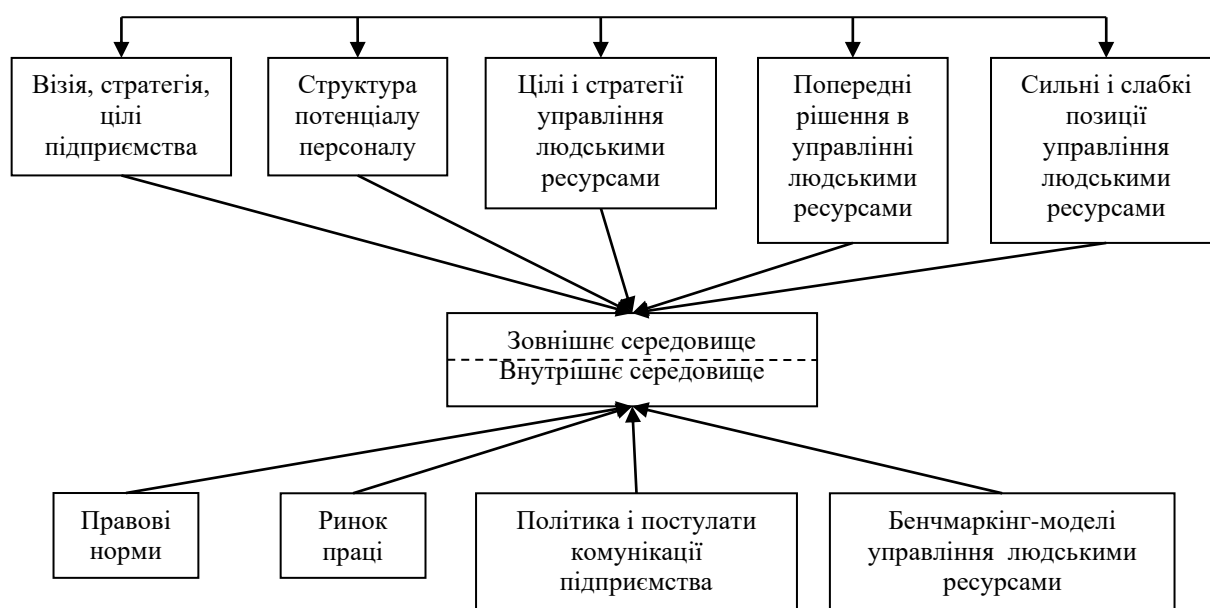 Візія, стратегія,
цілі
підприємства
Структура
потенціалу
персоналу
Цілі і стратегії
управління
людськими
ресурсами
Попередні
рішення в
управлінні
людськими
ресурсами
Сильні і слабкі
позиції
управління
людськими
ресурсами
Зовнішнє середовище
Внутрішнє середовище
Правові
норми
Ринок
праці
Політика і постулати
комунікації
підприємства
Бенчмаркінг-моделі
управління людськими
ресурсами